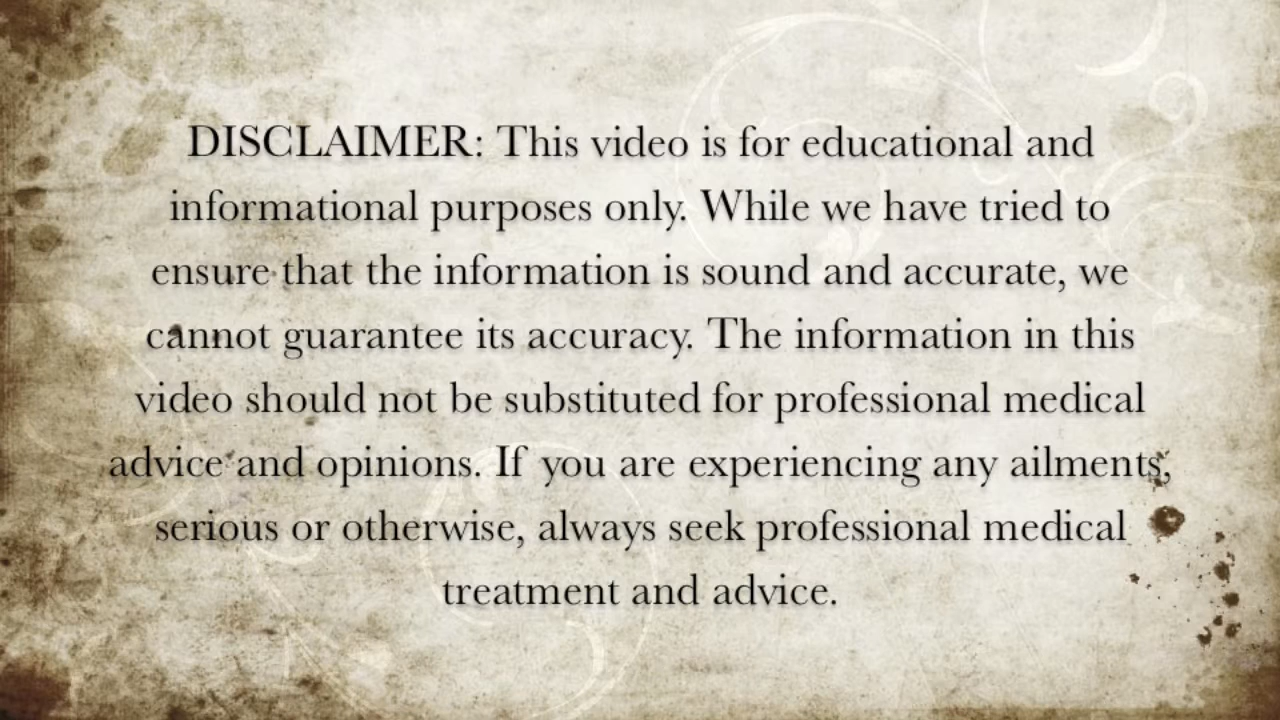 DISCLAIMER: This video is for educational and
informational purposes only. While we have tried to
ensure that the information is sound and accurate, we
cannot guarantee its accuracy. The information in this
video should not be substituted for professional medical
advice and opinions. If you are experiencing any ailments,
serious or otherwise, always seek professional medical
treatment and advice.